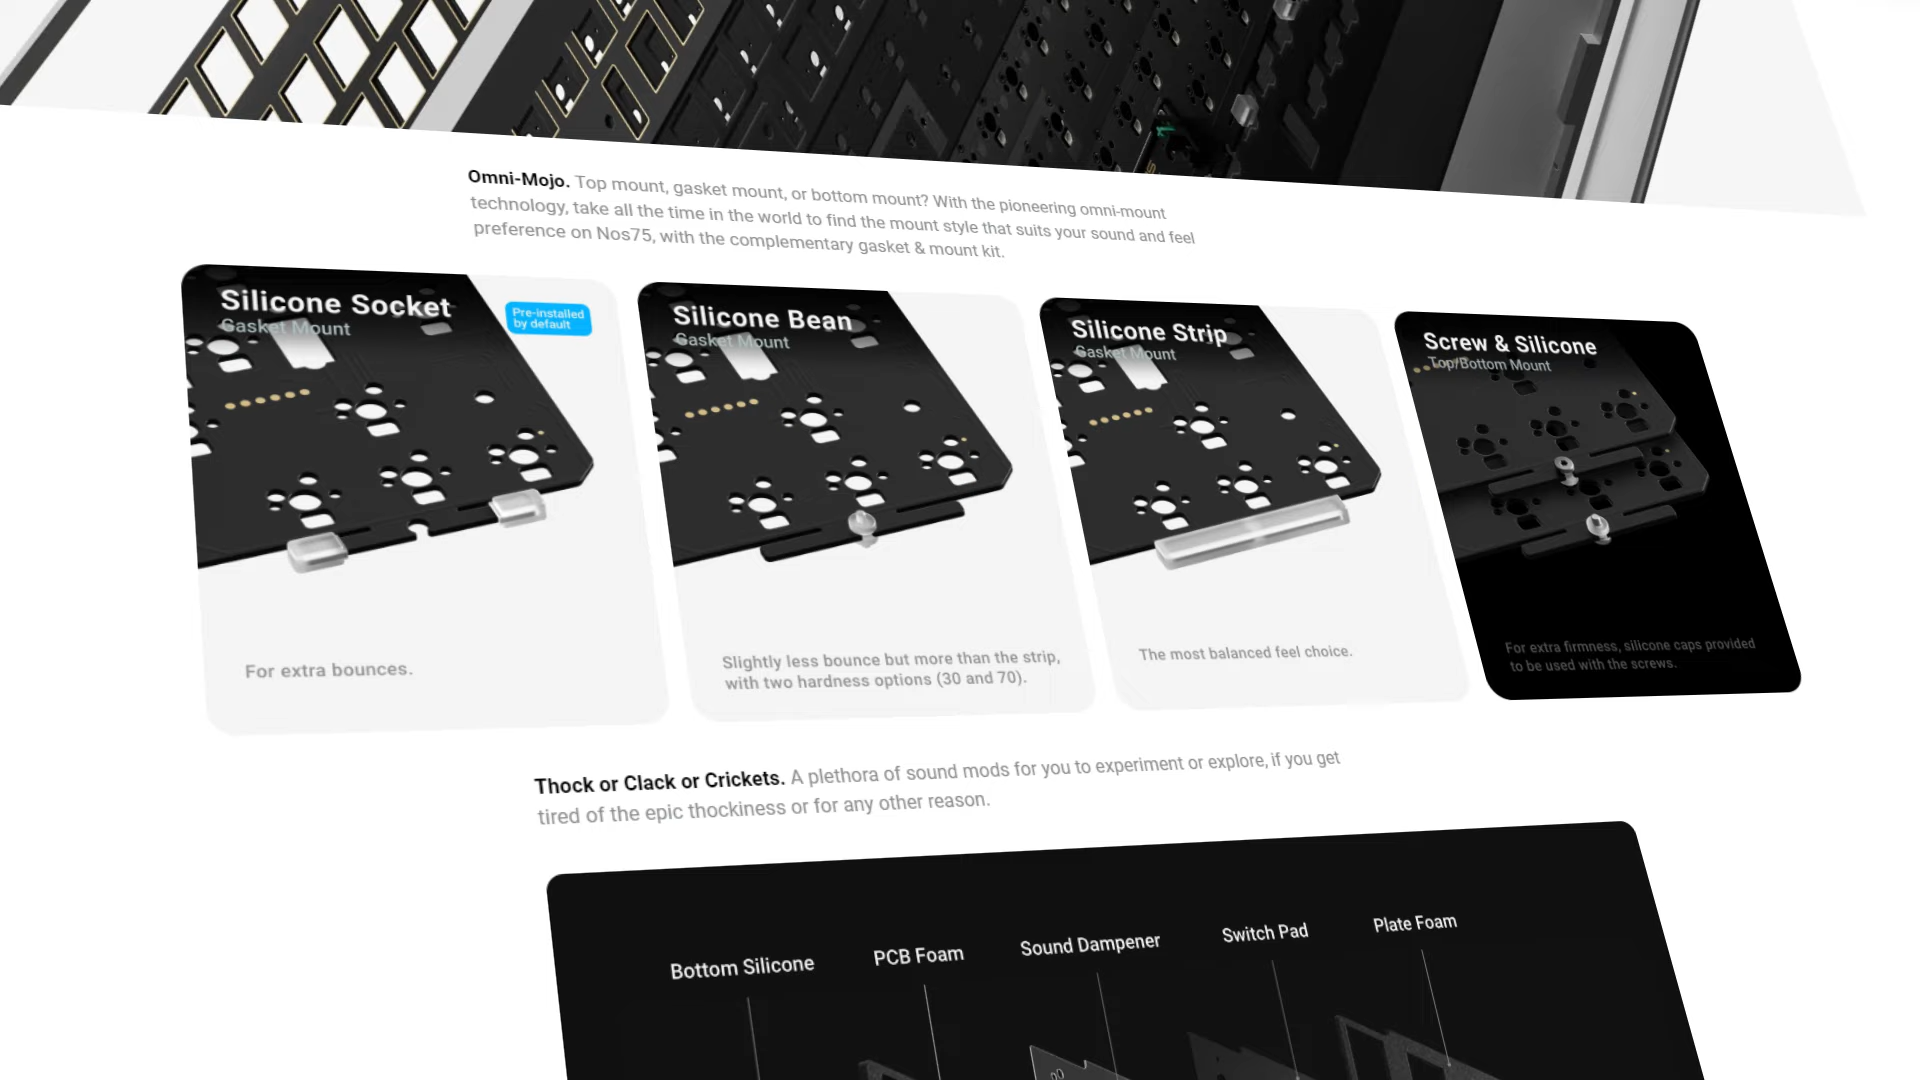 Omni-Mojo. Top mount, gasket mount, or bottom mount? With the pioneering omni-mount
technology, take all the time in the world to find the mount style that suits your sound and feel
preference on Nos75, with the complementary gasket & mount kit.
Silicone Socket
Gasket Mount
Pre-installed
by default
For extra bounces.
Silicone Bean
Gasket Mount
Slightly less bounce but more than the strip,
with two hardness options (30 and 70).
Silicone Strip
Gasket Mount
The most balanced feel choice.
Screw & Silicone
Top/Bottom Mount
For extra firmness, silicone caps provided
to be used with the screws.
Thock or Clack or Crickets. A plethora of sound mods for you to experiment or explore, if you get
tired of the epic thockiness or for any other reason.
Bottom Silicone
PCB Foam
Sound Dampener
Switch Pad
Plate Foam